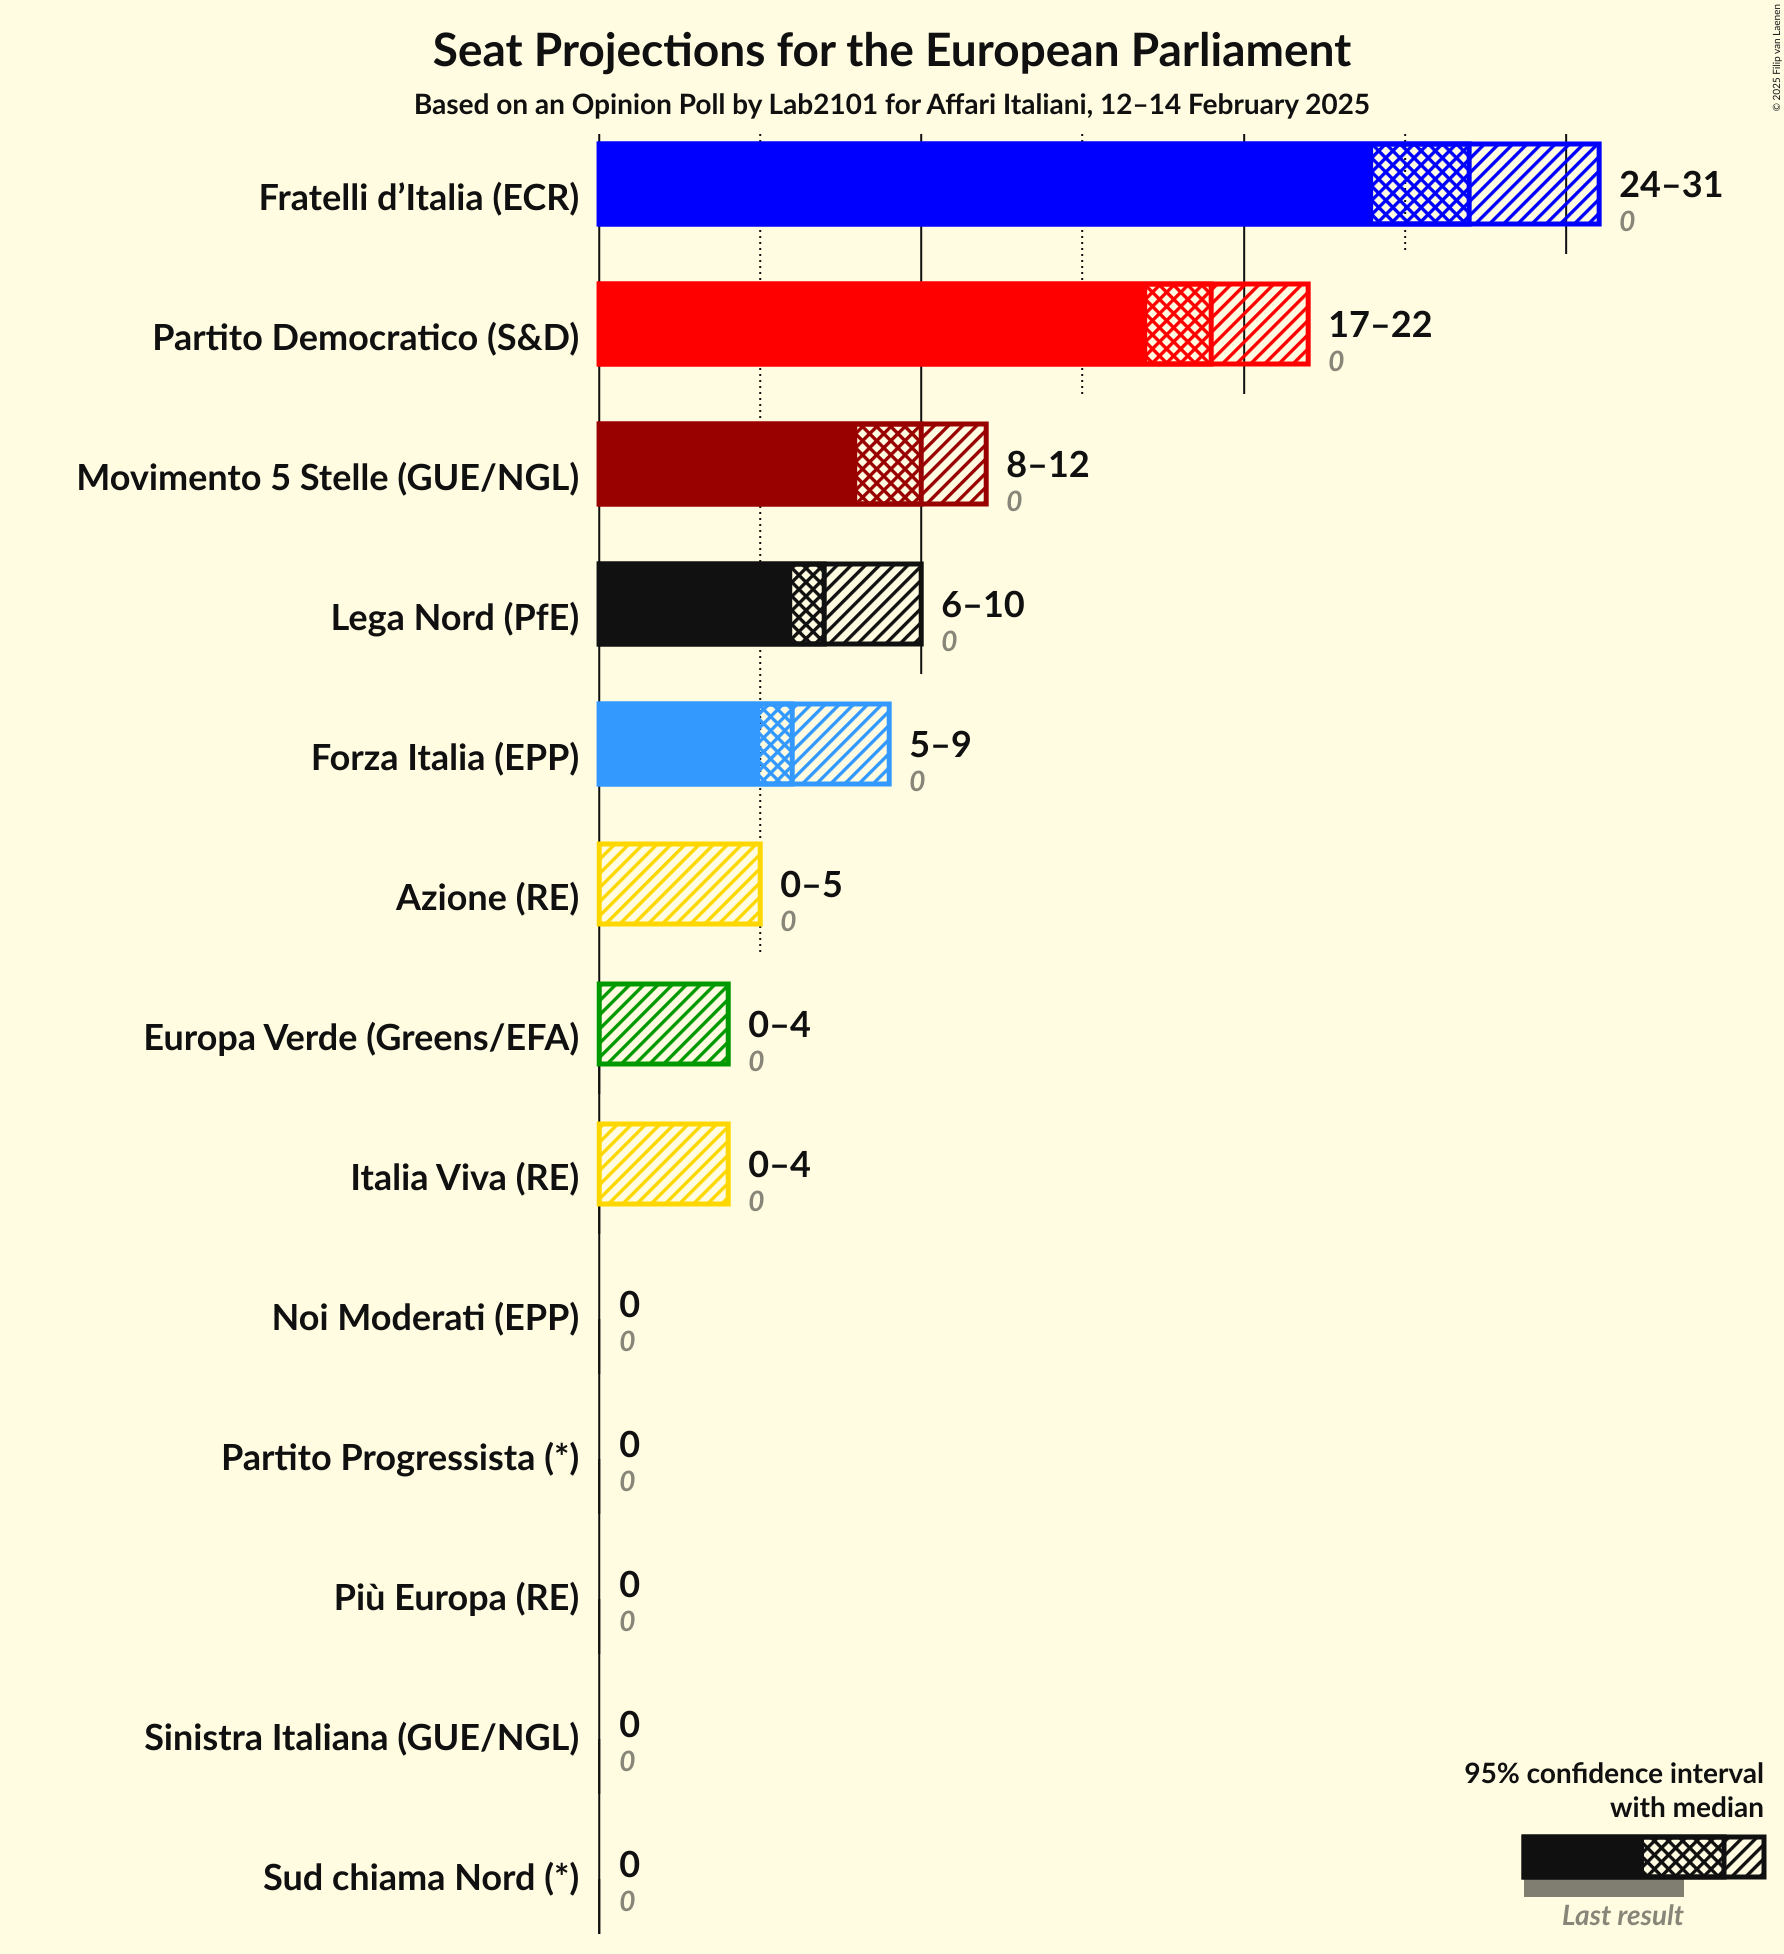 Seat Projections for the European Parliament
Based on an Opinion Poll by Lab2101 for Affari Italiani, 12–14 February 2025
© 2025 Filip van Laenen
Fratelli d’Italia (ECR)
24–31
0
Partito Democratico (S&D)
17–22
0
Movimento 5 Stelle (GUE/NGL)
8–12
0
Lega Nord (PfE)
6–10
0
Forza Italia (EPP)
5–9
0
Azione (RE)
0–5
0
Europa Verde (Greens/EFA)
0–4
0
Italia Viva (RE)
0–4
0
Noi Moderati (EPP)
0
0
Partito Progressista (*)
0
0
Più Europa (RE)
0
0
Sinistra Italiana (GUE/NGL)
0
0
Sud chiama Nord (*)
0
0
95% confidence interval
with median
Last result